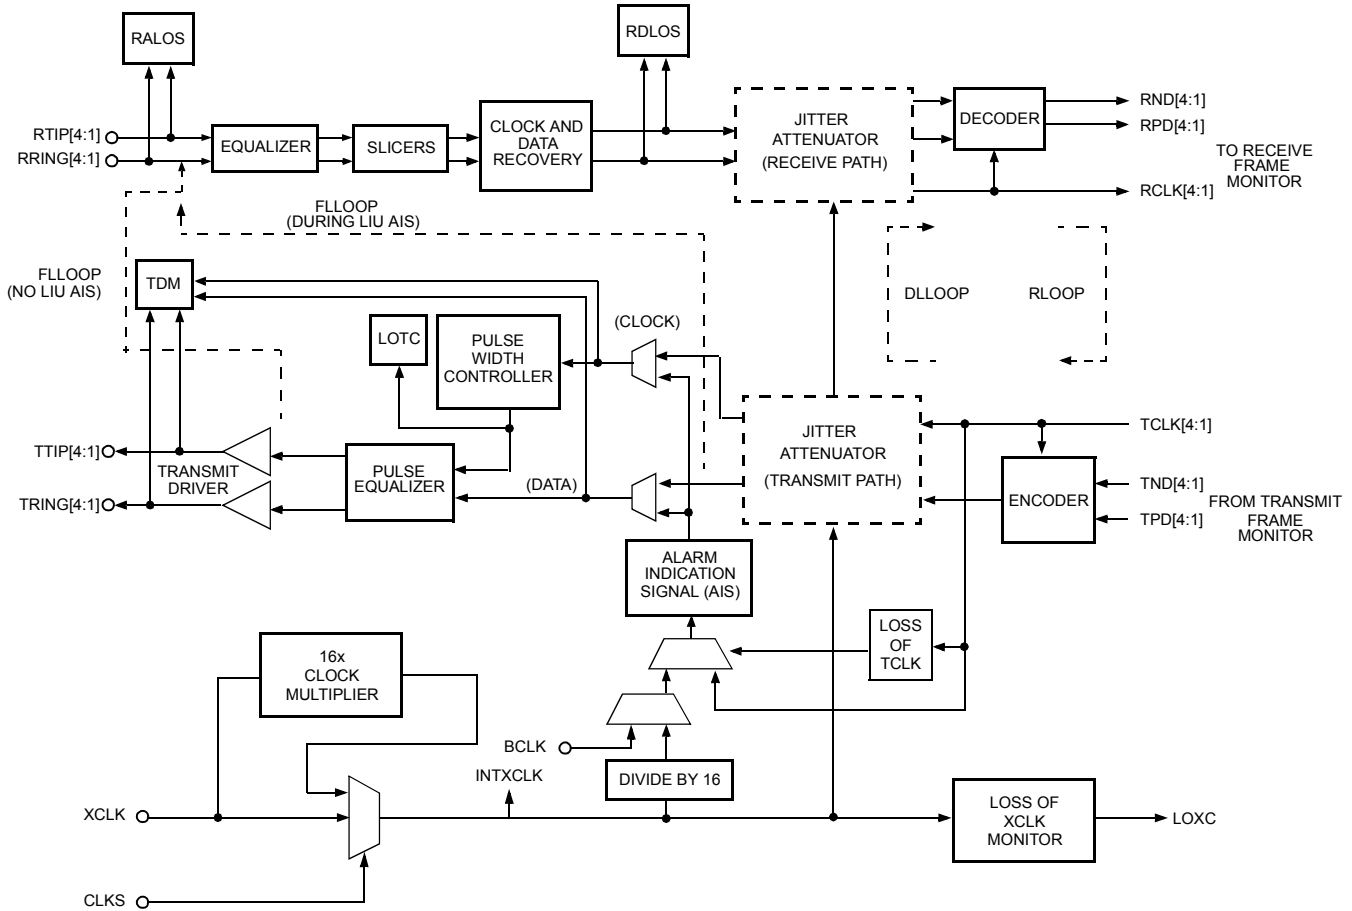 RALOS
RDLOS
RTIP[4:1]
RRING[4:1]
EQUALIZER
SLICERS
CLOCK AND
DATA
RECOVERY
JITTER
ATTENUATOR
(RECEIVE PATH)
DECODER
RND[4:1]
RPD[4:1]
TO RECEIVE
FRAME
MONITOR
RCLK[4:1]
FLLOOP
(DURING LIU AIS)
FLLOOP
(NO LIU AIS)
TDM
DLLOOP
RLOOP
LOTC
PULSE
WIDTH
CONTROLLER
(CLOCK)
JITTER
ATTENUATOR
(TRANSMIT PATH)
TCLK[4:1]
TTIP[4:1]
TRANSMIT
DRIVER
TRING[4:1]
PULSE
EQUALIZER
(DATA)
ENCODER
TND[4:1]
TPD[4:1]
FROM TRANSMIT
FRAME
MONITOR
ALARM
INDICATION
SIGNAL (AIS)
LOSS
OF
TCLK
16x
CLOCK
MULTIPLIER
BCLK
INTXCLK
DIVIDE BY 16
XCLK
LOSS OF
XCLK
MONITOR
LOXC
CLKS